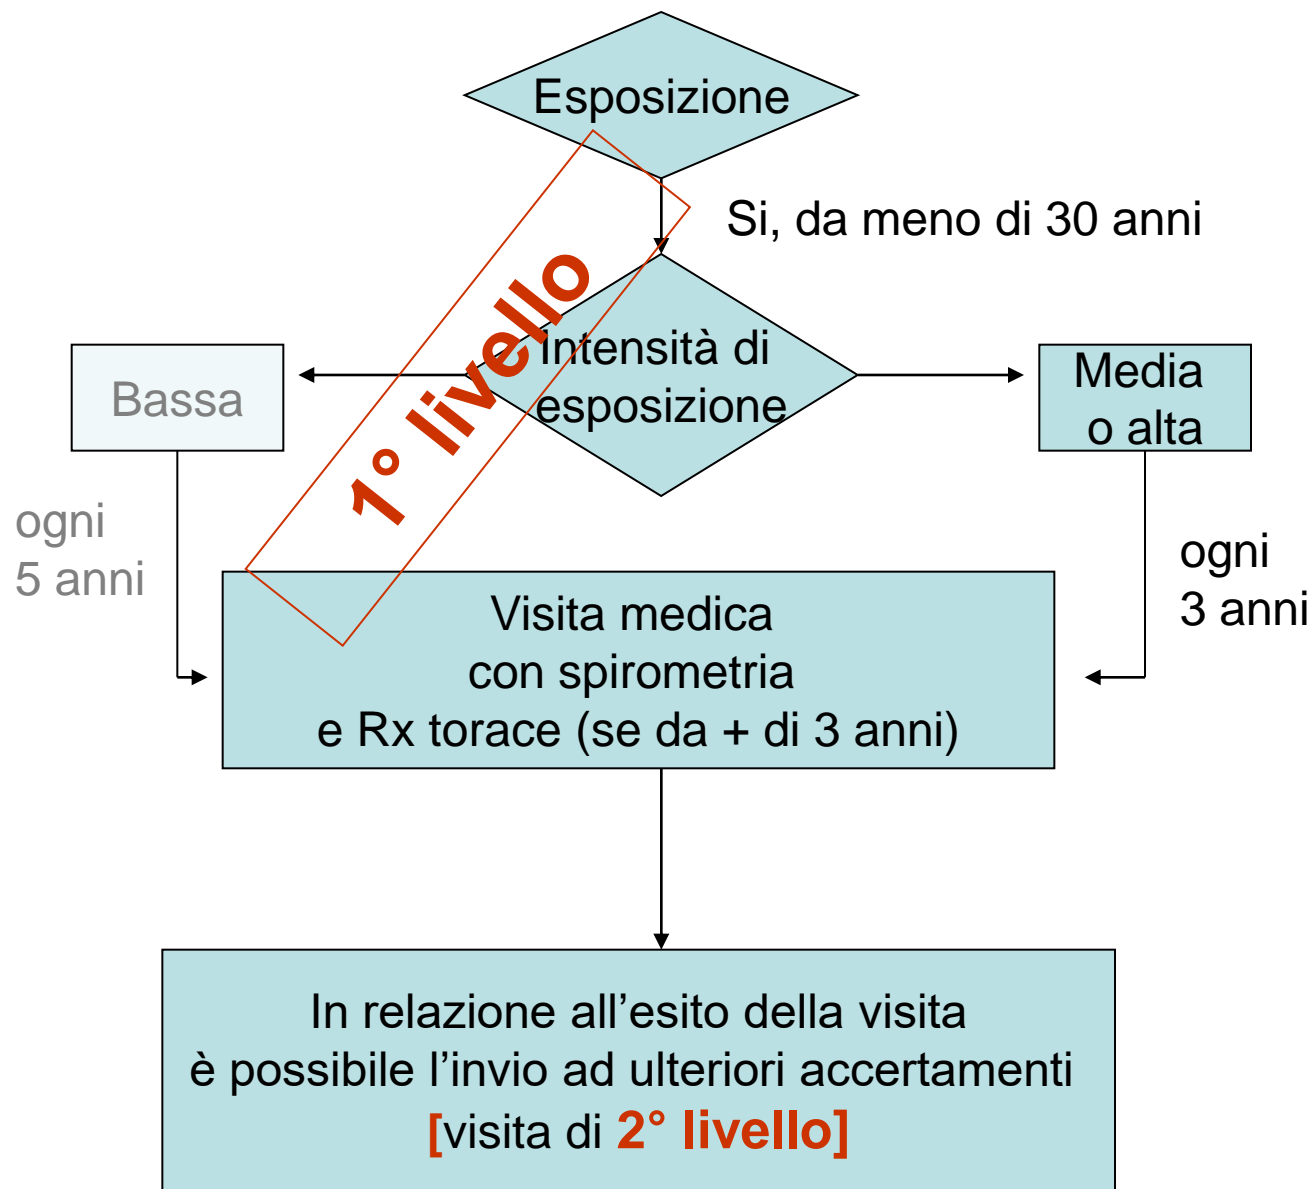 Esposizione
Si, da meno di 30 anni
1° livello
Intensità di
esposizione
Bassa
Media
o alta
ogni
5 anni
ogni
3 anni
Visita medica
con spirometria
e Rx torace (se da + di 3 anni)
In relazione all’esito della visita
è possibile l’invio ad ulteriori accertamenti
[visita di 2° livello]